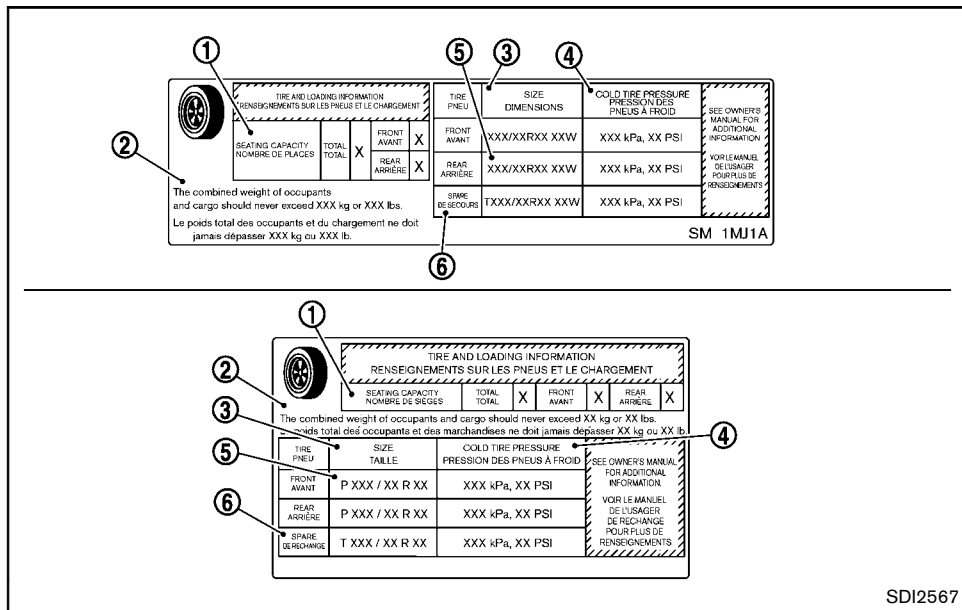 ① ⑤ ③ ④
TIRE AND LOADING INFORMATION
RENSEIGNEMENTS SUR LES PNEUS ET LE CHARGEMENT
SEATING CAPACITY
NOMBRE DE PLACES
TOTAL
TOTAL
X
FRONT
AVANT
X
REAR
ARRIÈRE
X
②
The combined weight of occupants
and cargo should never exceed XXX kg or XXX lbs.
Le poids total des occupants et du chargement ne doit
jamais dépasser XXX kg ou XXX lb.
TIRE
PNEU
SIZE
DIMENSIONS
COLD TIRE PRESSURE
PRESSION DES
PNEUS À FROID
FRONT
AVANT
XXX/XXRXX XXW
XXX kPa, XX PSI
REAR
ARRIÈRE
XXX/XXRXX XXW
XXX kPa, XX PSI
SPARE
DE SECOURS
TXXX/XXRXX XXW
XXX kPa, XX PSI
SEE OWNER'S
MANUAL FOR
ADDITIONAL
INFORMATION
VOIR LE MANUEL
DE L'USAGER
POUR PLUS DE
RENSEIGNEMENTS
SM 1MJ1A
⑥
①
TIRE AND LOADING INFORMATION
RENSEIGNEMENTS SUR LES PNEUS ET LE CHARGEMENT
②
SEATING CAPACITY
NOMBRE DE SIÈGES
TOTAL
TOTAL
X
FRONT
AVANT
X
REAR
ARRIÈRE
X
The combined weight of occupants and cargo should never exceed XX kg or XX lbs.
Le poids total des occupants et des marchandises ne doit jamais dépasser XX kg ou XX lb.
③
④
TIRE
PNEU
SIZE
TAILLE
COLD TIRE PRESSURE
PRESSION DES PNEUS À FROID
⑤
FRONT
AVANT
P XXX / XX R XX
XXX kPa, XX PSI
REAR
ARRIÈRE
P XXX / XX R XX
XXX kPa, XX PSI
⑥
SPARE
DE RECHANGE
T XXX / XX R XX
XXX kPa, XX PSI
SEE OWNER'S MANUAL
FOR ADDITIONAL
INFORMATION.
VOIR LE MANUEL
DE L'USAGER
DE RECHANGE
POUR PLUS DE
RENSEIGNEMENTS
SDI2567